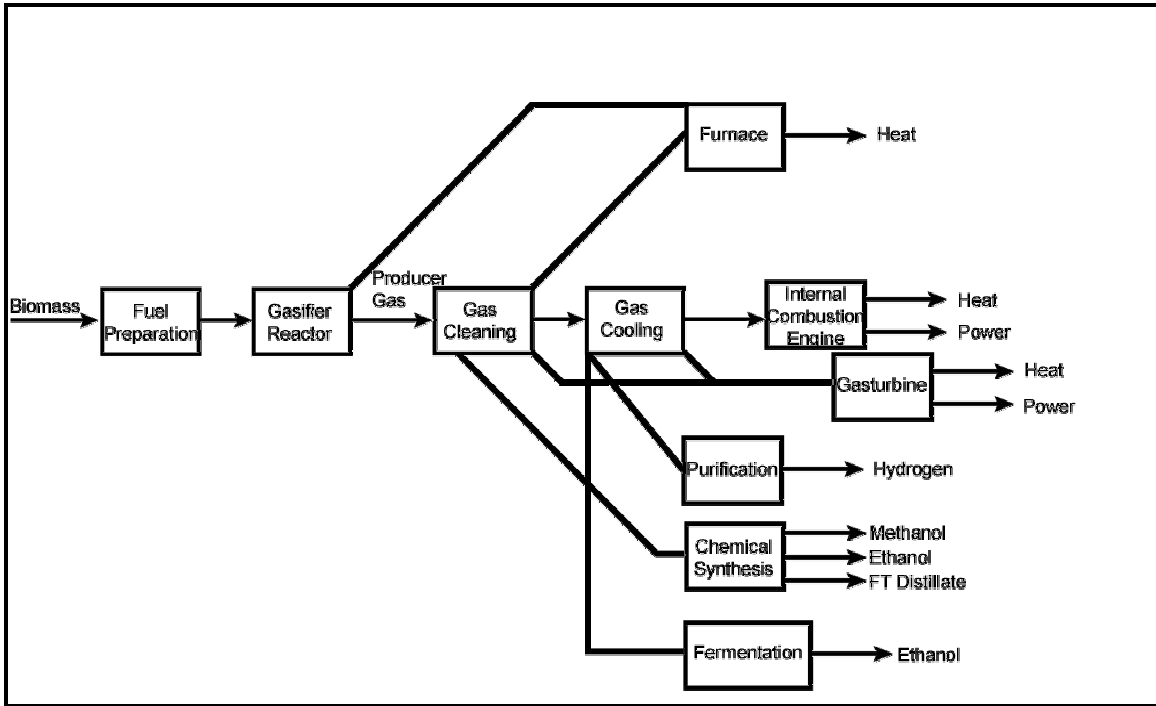 Furnace
Heat
Biomass
Fuel
Preparation
Gasifier
Reactor
Producer
Gas
Gas
Cleaning
Gas
Cooling
Internal
Combustion
Engine
Heat
Power
Gasturbine
Heat
Power
Purification
Hydrogen
Chemical
Synthesis
Methanol
Ethanol
FT Distillate
Fermentation
Ethanol